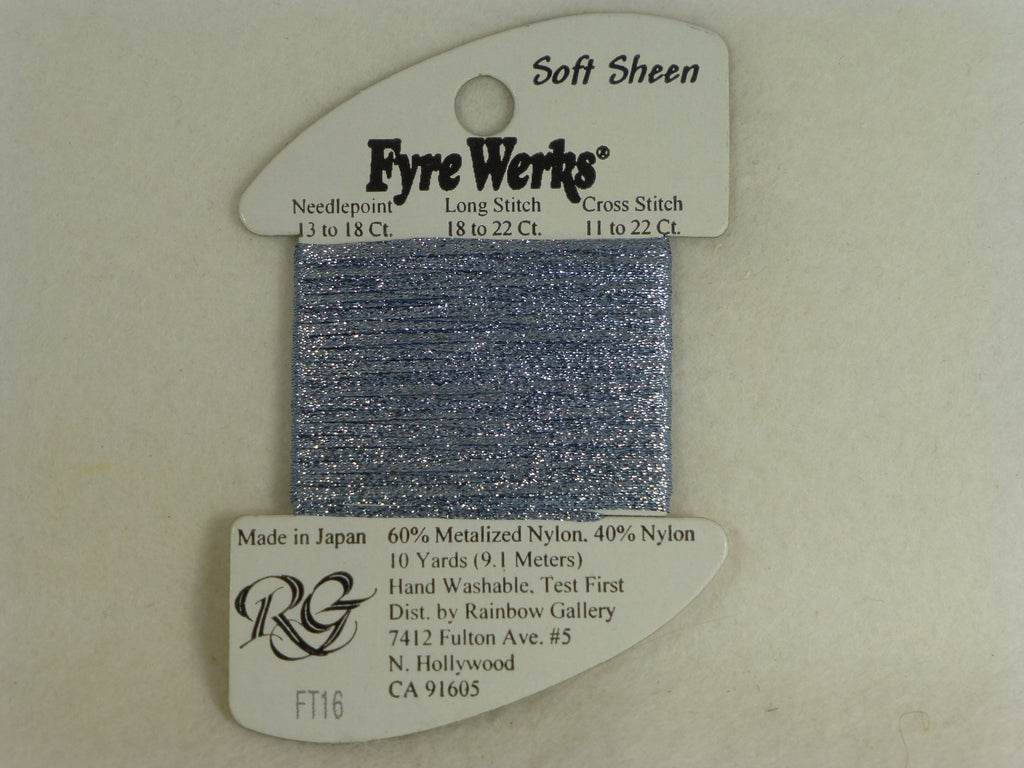 Soft Sheen
Fyre Werks®
Needlepoint Long Stitch Cross Stitch
13 to 18 Ct. 18 to 22 Ct. 11 to 22 Ct.
Made in Japan 60% Metalized Nylon, 40% Nylon
10 Yards (9.1 Meters)
Hand Washable, Test First
Dist. by Rainbow Gallery
7412 Fulton Ave. #5
N. Hollywood
CA 91605
RG
FT16